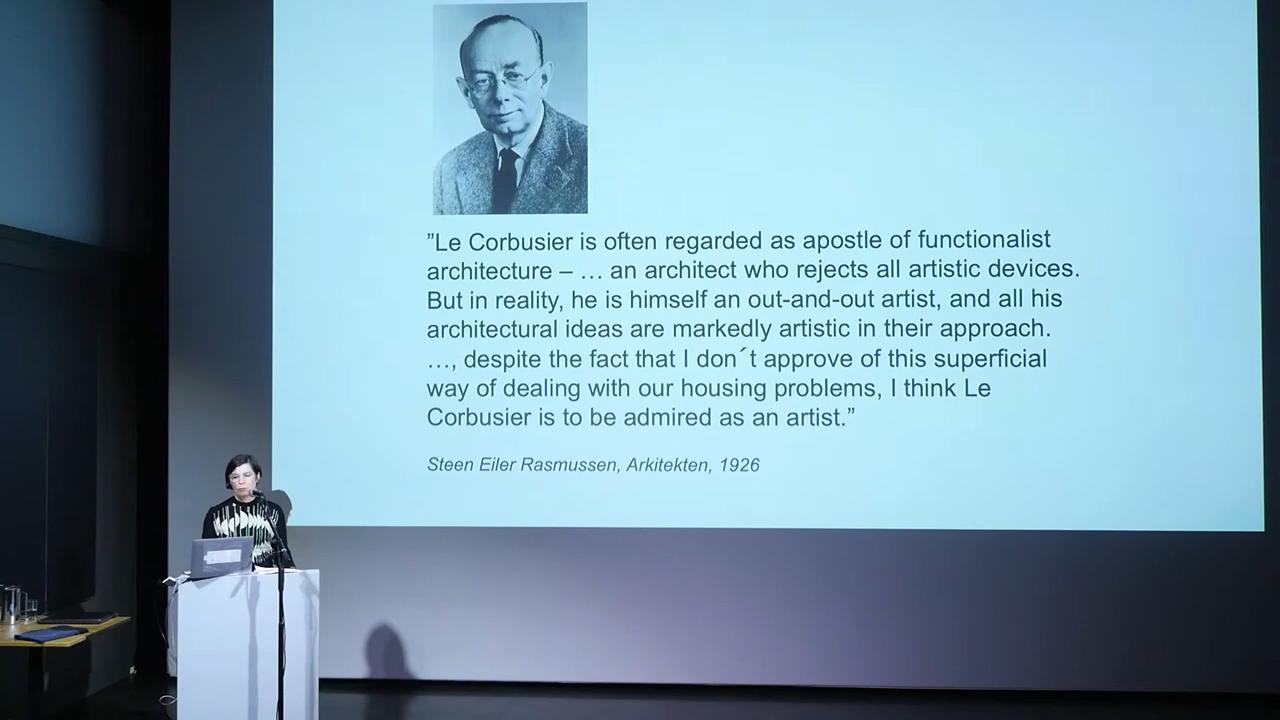 ”Le Corbusier is often regarded as apostle of functionalist
architecture – … an architect who rejects all artistic devices.
But in reality, he is himself an out-and-out artist, and all his
architectural ideas are markedly artistic in their approach.
…, despite the fact that I don´t approve of this superficial
way of dealing with our housing problems, I think Le
Corbusier is to be admired as an artist.”
Steen Eiler Rasmussen, Arkitekten, 1926